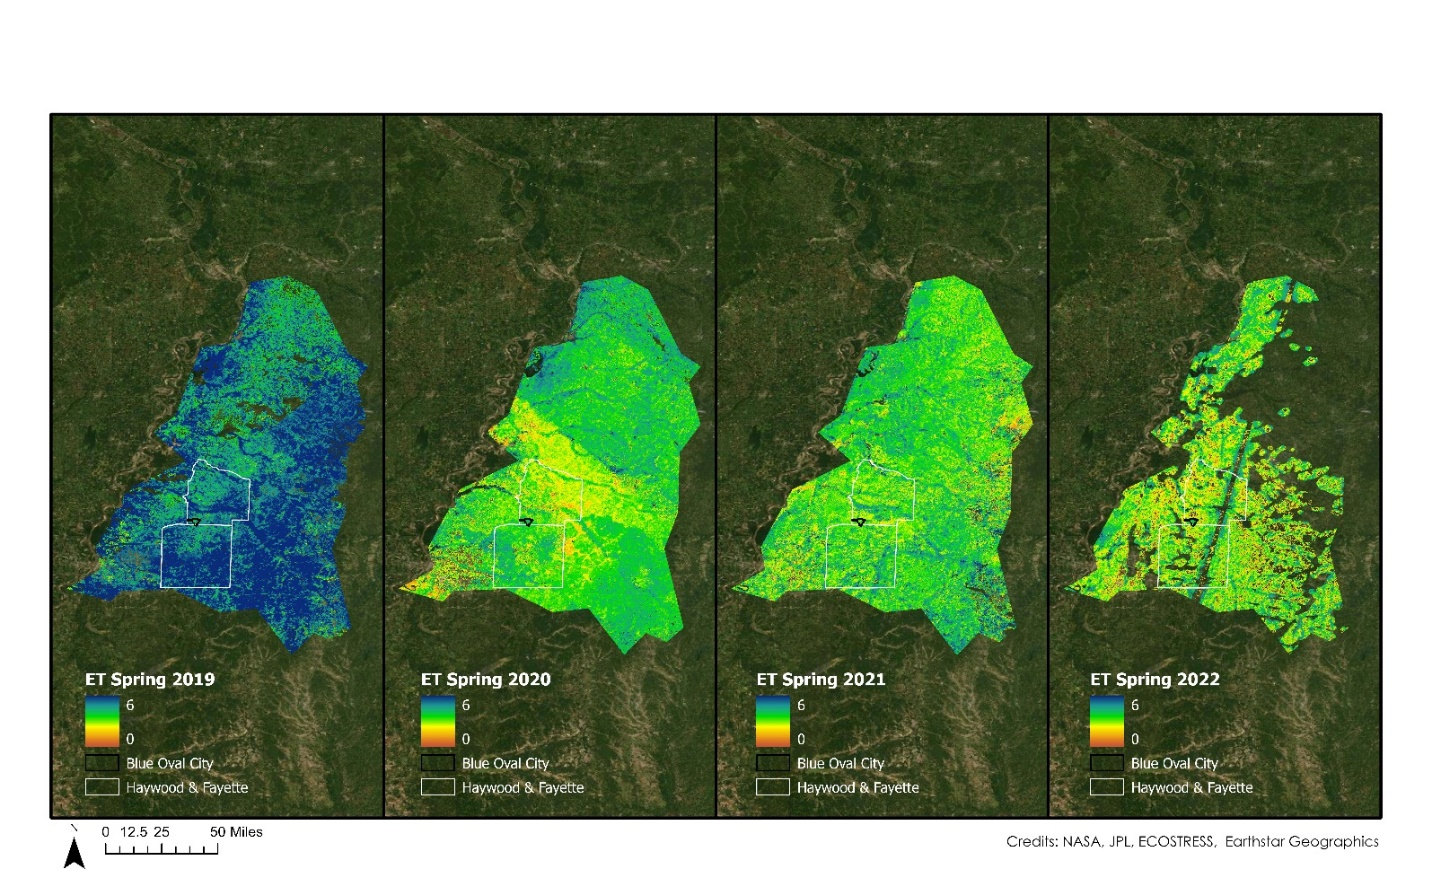 ET Spring 2019
6
0
Blue Oval City
Haywood & Fayette
ET Spring 2020
6
0
Blue Oval City
Haywood & Fayette
ET Spring 2021
6
0
Blue Oval City
Haywood & Fayette
ET Spring 2022
6
0
Blue Oval City
Haywood & Fayette
0 12.5 25 50 Miles
Credits: NASA, JPL, ECOSTRESS, Earthstar Geographics